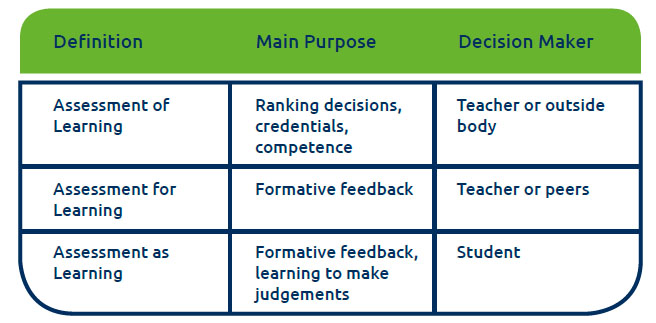 Definition Main Purpose Decision Maker
Assessment of Learning Ranking decisions, credentials, competence Teacher or outside body
Assessment for Learning Formative feedback Teacher or peers
Assessment as Learning Formative feedback, learning to make judgements Student